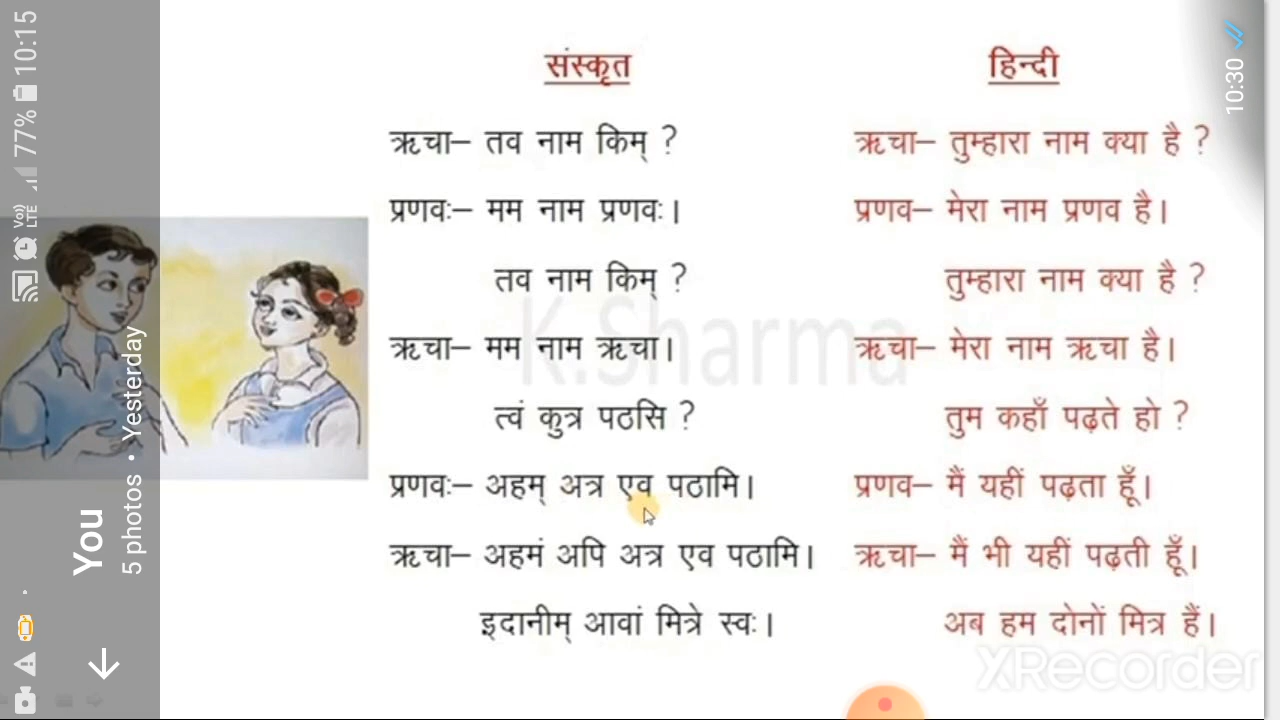 संस्कृत
हिन्दी
ऋचा– तव नाम किम् ?
ऋचा– तुम्हारा नाम क्या है ?
प्रणवः– मम नाम प्रणवः।
प्रणव– मेरा नाम प्रणव है।
तव नाम किम् ?
तुम्हारा नाम क्या है ?
ऋचा– मम नाम ऋचा।
ऋचा– मेरा नाम ऋचा है।
त्वं कुत्र पठसि ?
तुम कहाँ पढ़ते हो ?
प्रणवः– अहम् अत्र एव पठामि।
प्रणव– मैं यहीं पढ़ता हूँ।
ऋचा– अहमं अपि अत्र एव पठामि।
ऋचा– मैं भी यहीं पढ़ती हूँ।
इदानीम् आवां मित्रे स्वः।
अब हम दोनों मित्र हैं।
K.Sharma
XRecorder
You
5 photos • Yesterday
Vo)) LTE 77% 10:15
10:30